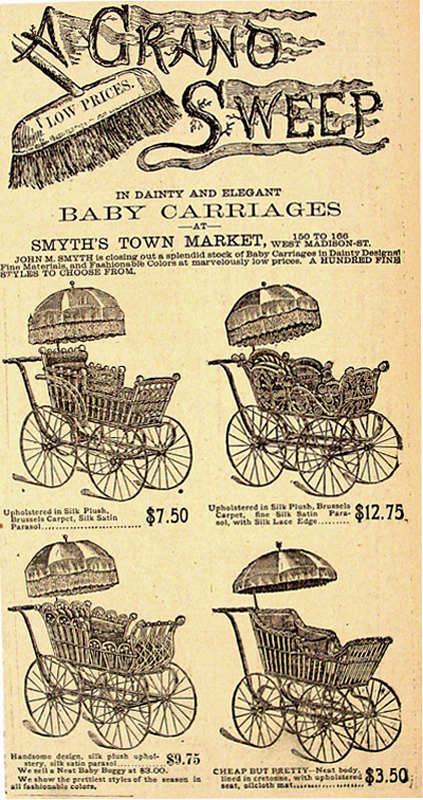 A GRAND
SWEEP
LOW PRICES.
IN DAINTY AND ELEGANT
BABY CARRIAGES
—AT—
SMYTH'S TOWN MARKET, 150 TO 166 WEST MADISON-ST.
JOHN M. SMYTH is closing out a splendid stock of Baby Carriages in Dainty Designs,
Fine Materials, and Fashionable Colors at marvelously low prices. A HUNDRED FINE
STYLES TO CHOOSE FROM.
Upholstered in Silk Plush,
Brussels Carpet, Silk Satin
Parasol........................ $7.50
Upholstered in Silk Plush, Brussels
Carpet, fine Silk Satin Para-
sol, with Silk Lace Edge......... $12.75
Handsome design, silk plush uphol-
stery, silk satin parasol.......... $9.75
We sell a Neat Baby Buggy at $3.00.
We show the prettiest styles of the season in
all fashionable colors.
CHEAP BUT PRETTY—Neat body,
lined in cretonne, with upholstered
seat, oilcloth mat................ $3.50